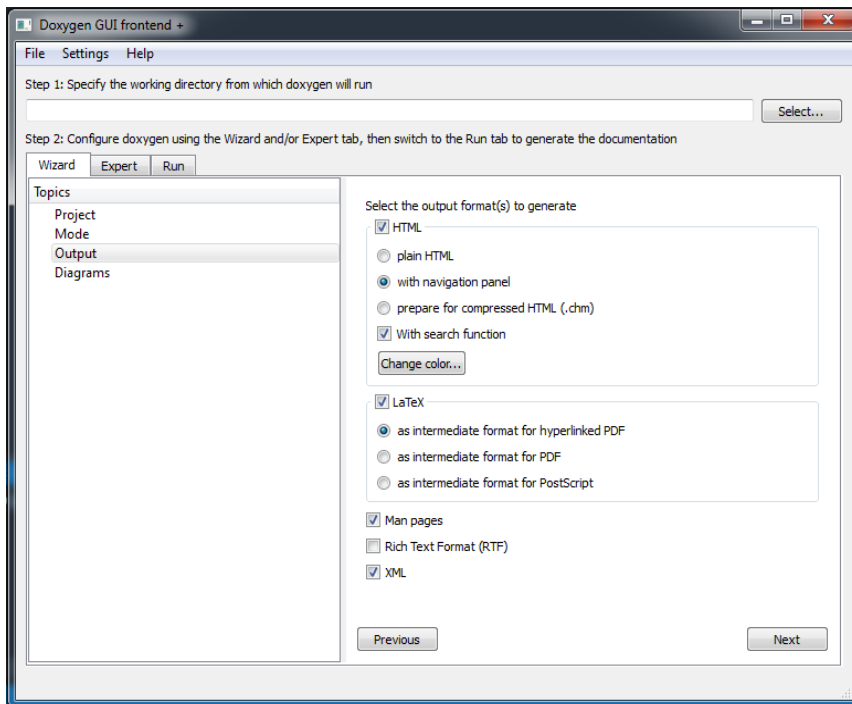 Doxygen GUI frontend +
File Settings Help
Step 1: Specify the working directory from which doxygen will run
Select...
Step 2: Configure doxygen using the Wizard and/or Expert tab, then switch to the Run tab to generate the documentation
Wizard Expert Run
Topics
Project
Mode
Output
Diagrams
Select the output format(s) to generate
HTML
plain HTML
with navigation panel
prepare for compressed HTML (.chm)
With search function
Change color...
LaTeX
as intermediate format for hyperlinked PDF
as intermediate format for PDF
as intermediate format for PostScript
Man pages
Rich Text Format (RTF)
XML
Previous Next